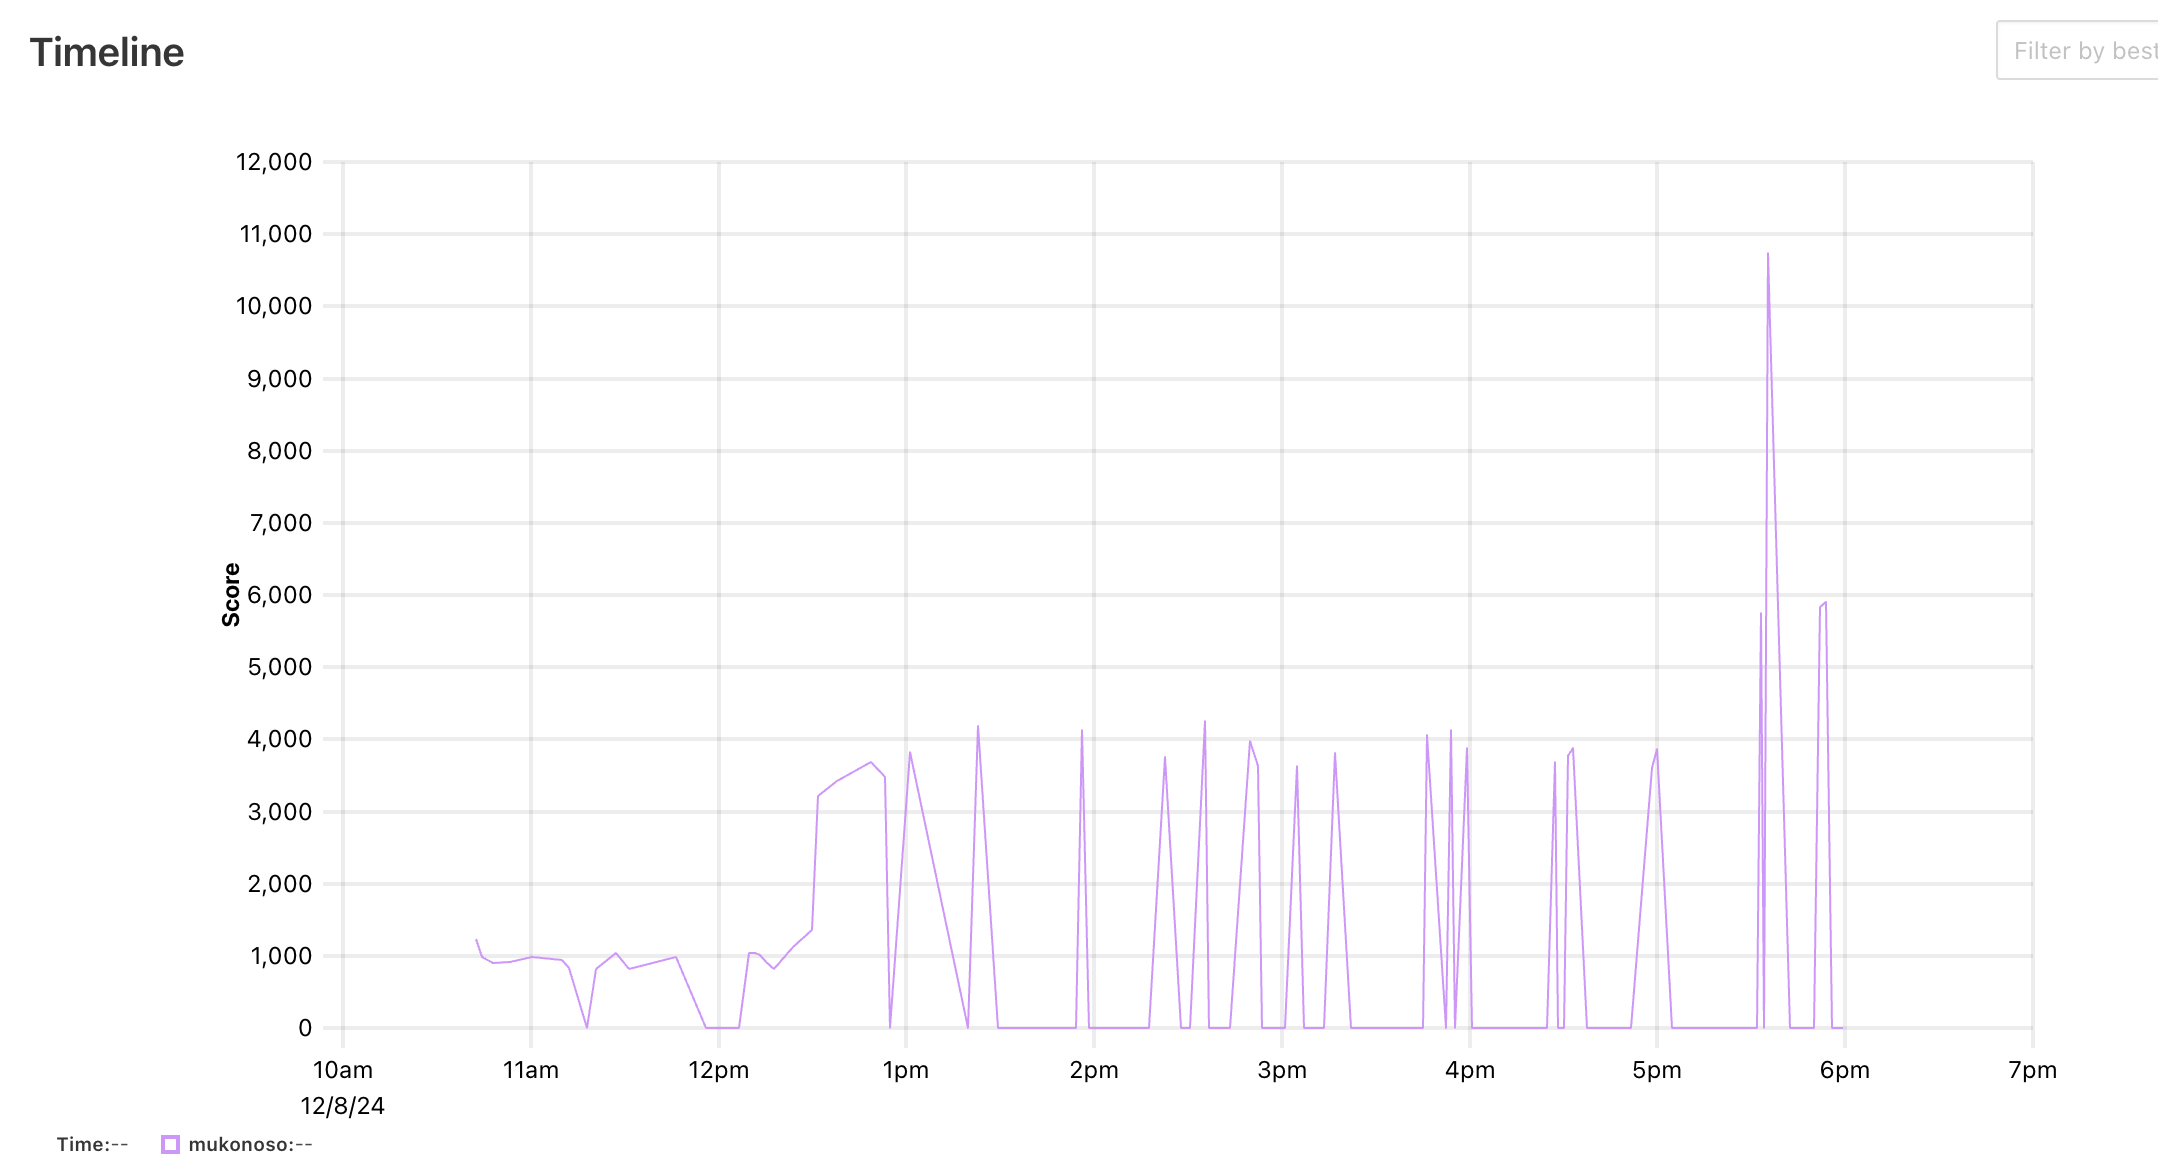 Timeline
Filter by best
12,000
11,000
10,000
9,000
8,000
7,000
6,000
5,000
4,000
3,000
2,000
1,000
0
Score
10am 11am 12pm 1pm 2pm 3pm 4pm 5pm 6pm 7pm
12/8/24
Time:-- mukonoso:--